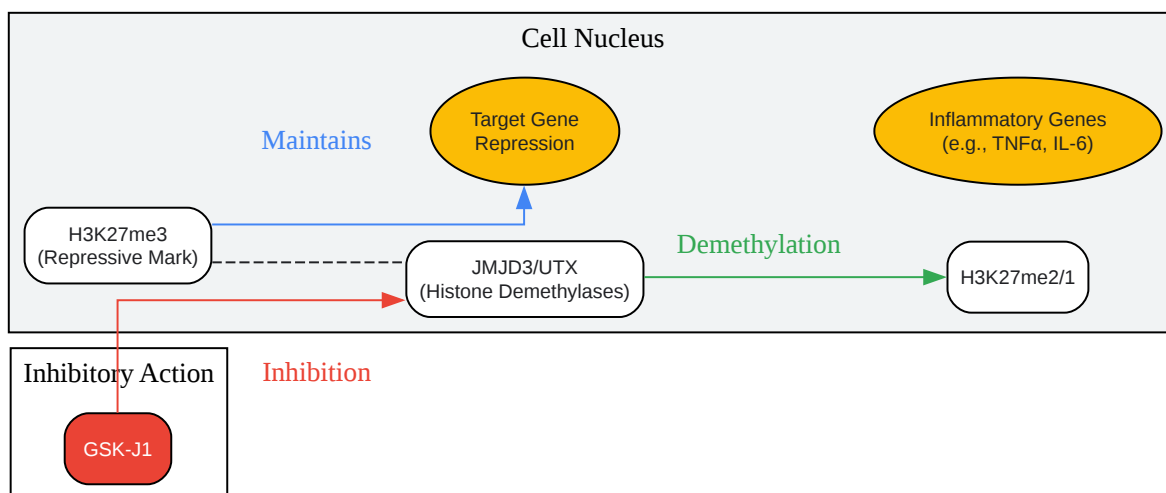 Cell Nucleus
Target Gene
Repression
Inflammatory Genes
(e.g., TNFα, IL-6)
Maintains
H3K27me3
(Repressive Mark)
JMJD3/UTX
(Histone Demethylases)
Demethylation
H3K27me2/1
Inhibitory Action
Inhibition
GSK-J1